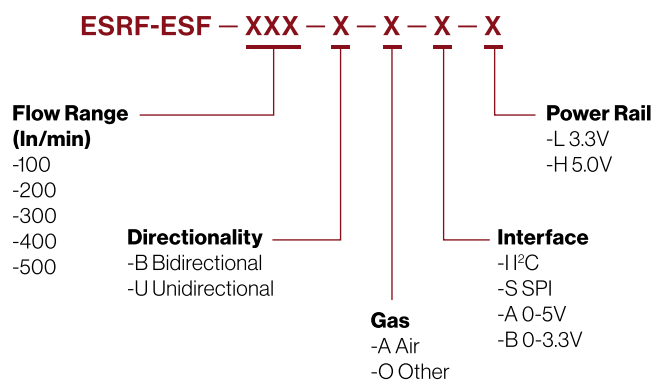 ESRF-ESF – XXX – X – X – X – X
Flow Range
(ln/min)
-100
-200
-300
-400
-500
Directionality
-B Bidirectional
-U Unidirectional
Gas
-A Air
-O Other
Interface
-I I²C
-S SPI
-A 0-5V
-B 0-3.3V
Power Rail
-L 3.3V
-H 5.0V